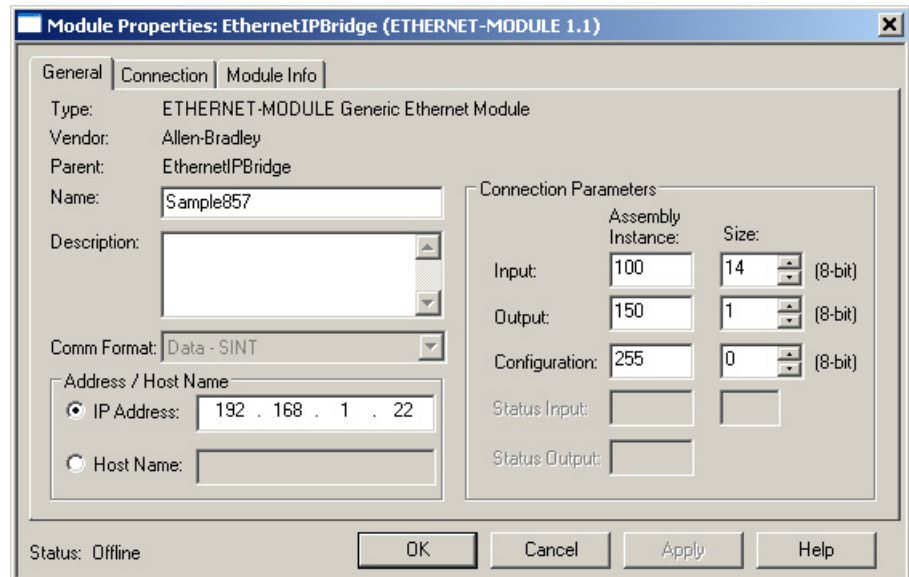 Module Properties: EthernetIPBridge (ETHERNET-MODULE 1.1)
General Connection Module Info
Type: ETHERNET-MODULE Generic Ethernet Module
Vendor: Allen-Bradley
Parent: EthernetIPBridge
Name: Sample857
Description:
Comm Format: Data - SINT
Address / Host Name
IP Address: 192 . 168 . 1 . 22
Host Name:
Connection Parameters
Assembly
Instance: Size:
Input: 100 14 (8-bit)
Output: 150 1 (8-bit)
Configuration: 255 0 (8-bit)
Status Input:
Status Output:
Status: Offline OK Cancel Apply Help